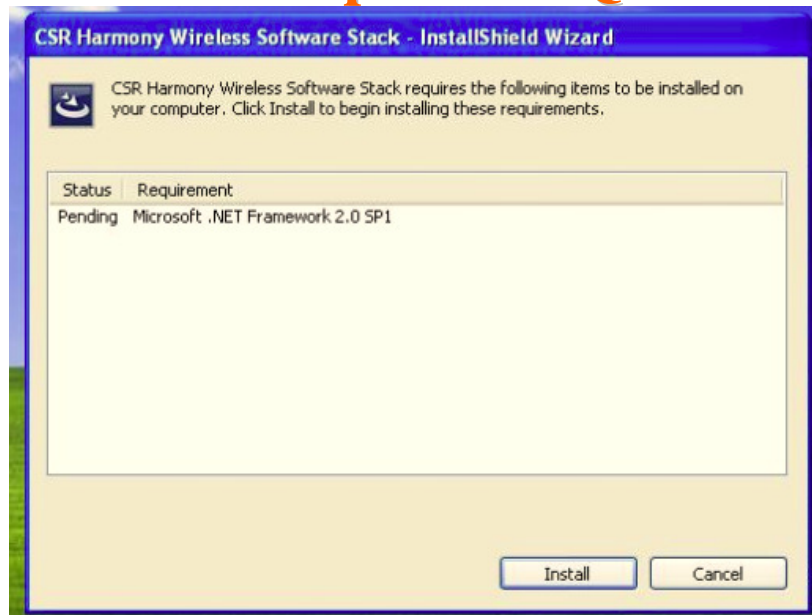 CSR Harmony Wireless Software Stack - InstallShield Wizard
CSR Harmony Wireless Software Stack requires the following items to be installed on
your computer. Click Install to begin installing these requirements.
Status Requirement
Pending Microsoft .NET Framework 2.0 SP1
Install Cancel